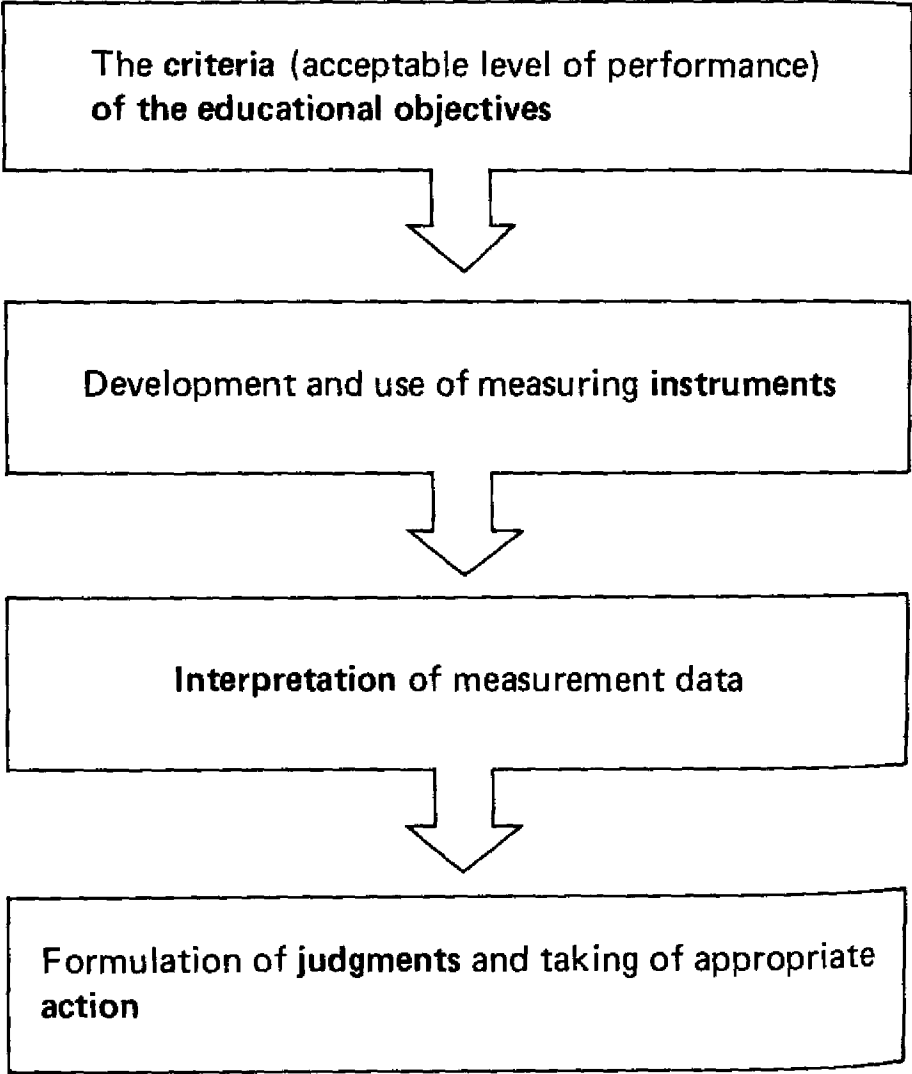 The criteria (acceptable level of performance)
of the educational objectives
Development and use of measuring instruments
Interpretation of measurement data
Formulation of judgments and taking of appropriate
action